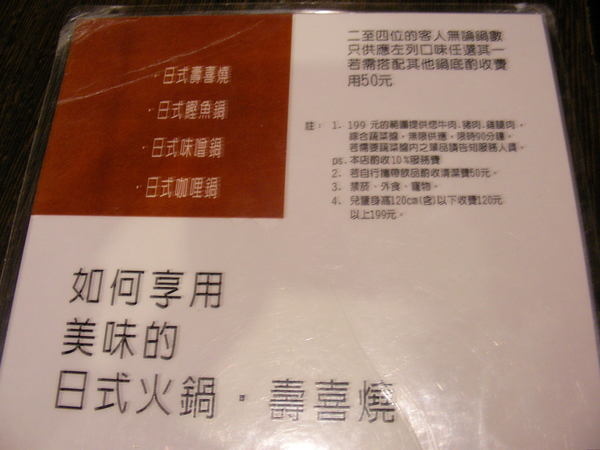 · 日式壽喜燒
· 日式鰹魚鍋
· 日式味噌鍋
· 日式咖哩鍋
二至四位的客人無論鍋數
只供應左列口味任選其一
若需搭配其他鍋底酌收費
用50元
註： 1. 199 元的範圍提供您牛肉.豬肉.雞腿肉，
綜合蔬菜盤，無限供應，限時90分鐘。
若需要蔬菜盤內之單品請告知服務人員。
ps. 本店酌收10%服務費
2. 若自行攜帶飲品酌收清潔費50元。
3. 禁菸、外食、寵物。
4. 兒童身高120cm(含)以下收費120元
以上199元。
如何享用
美味的
日式火鍋 · 壽喜燒